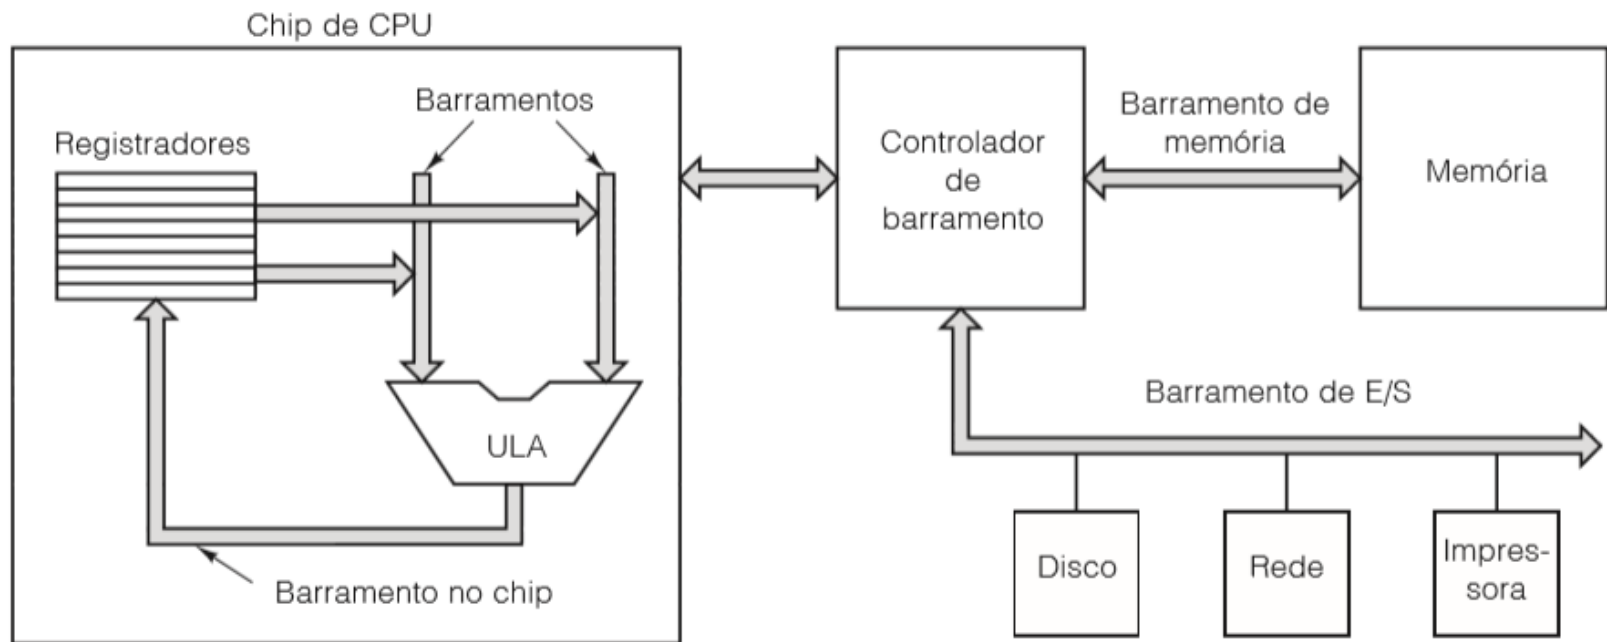 Chip de CPU
Barramentos
Registradores
ULA
Barramento no chip
Controlador
de
barramento
Barramento de
memória
Memória
Barramento de E/S
Disco
Rede
Impres-
sora